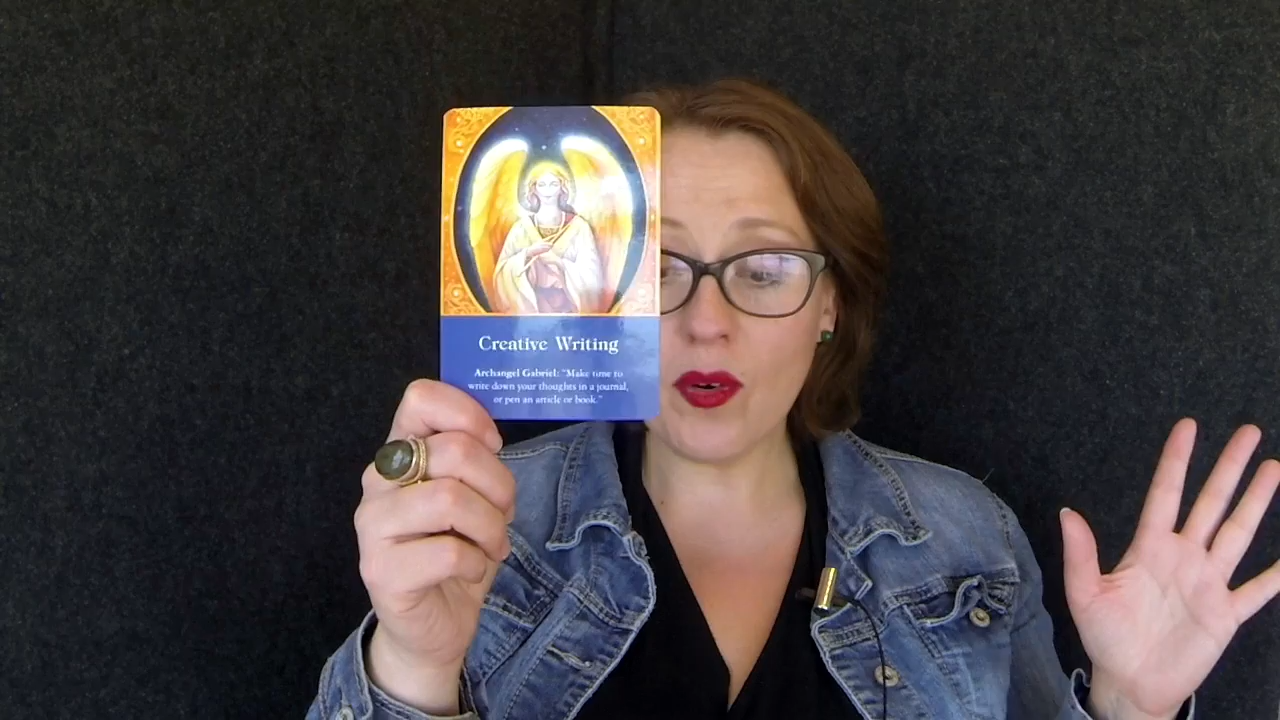 Creative Writing
Archangel Gabriel: "Make time to
write down your thoughts in a journal,
or pen an article or book."